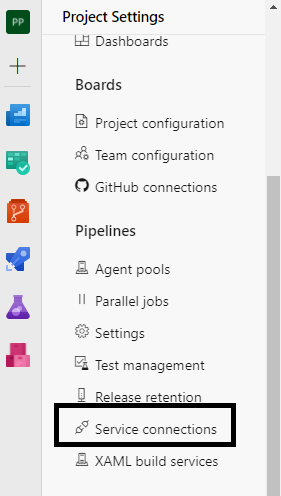 PP
Project Settings
Dashboards
Boards
Project configuration
Team configuration
GitHub connections
Pipelines
Agent pools
Parallel jobs
Settings
Test management
Release retention
Service connections
XAML build services